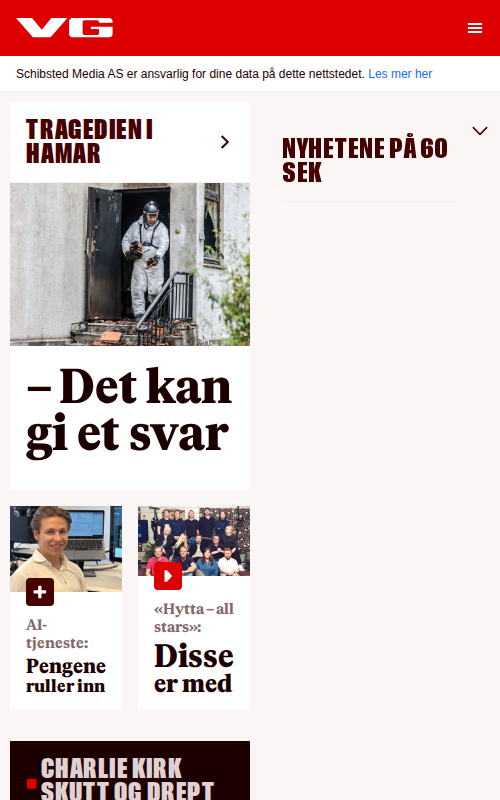 VG
Schibsted Media AS er ansvarlig for dine data på dette nettstedet. Les mer her
TRAGEDIEN I
HAMAR
– Det kan
gi et svar
AI-
tjeneste:
Pengene
ruller inn
«Hytta – all
stars»:
Disse
er med
CHARLIE KIRK
SKUTT OG DREPT
NYHETENE PÅ 60
SEK